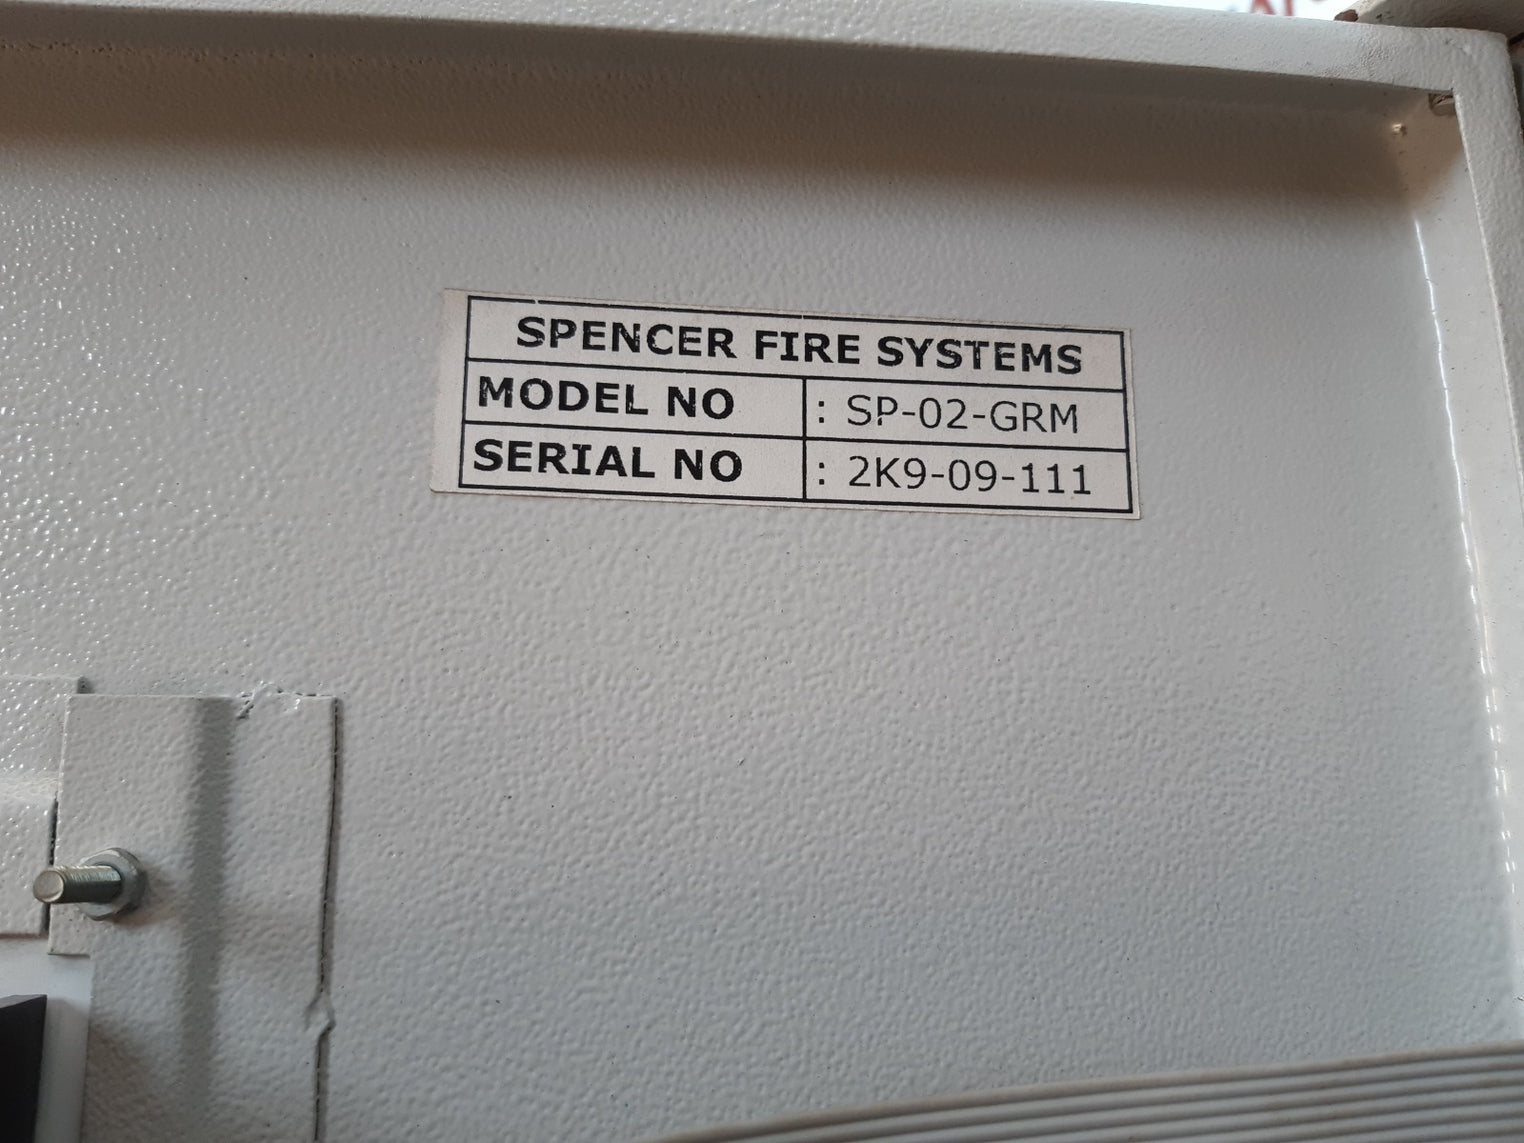 SPENCER FIRE SYSTEMS
MODEL NO : SP-02-GRM
SERIAL NO : 2K9-09-111